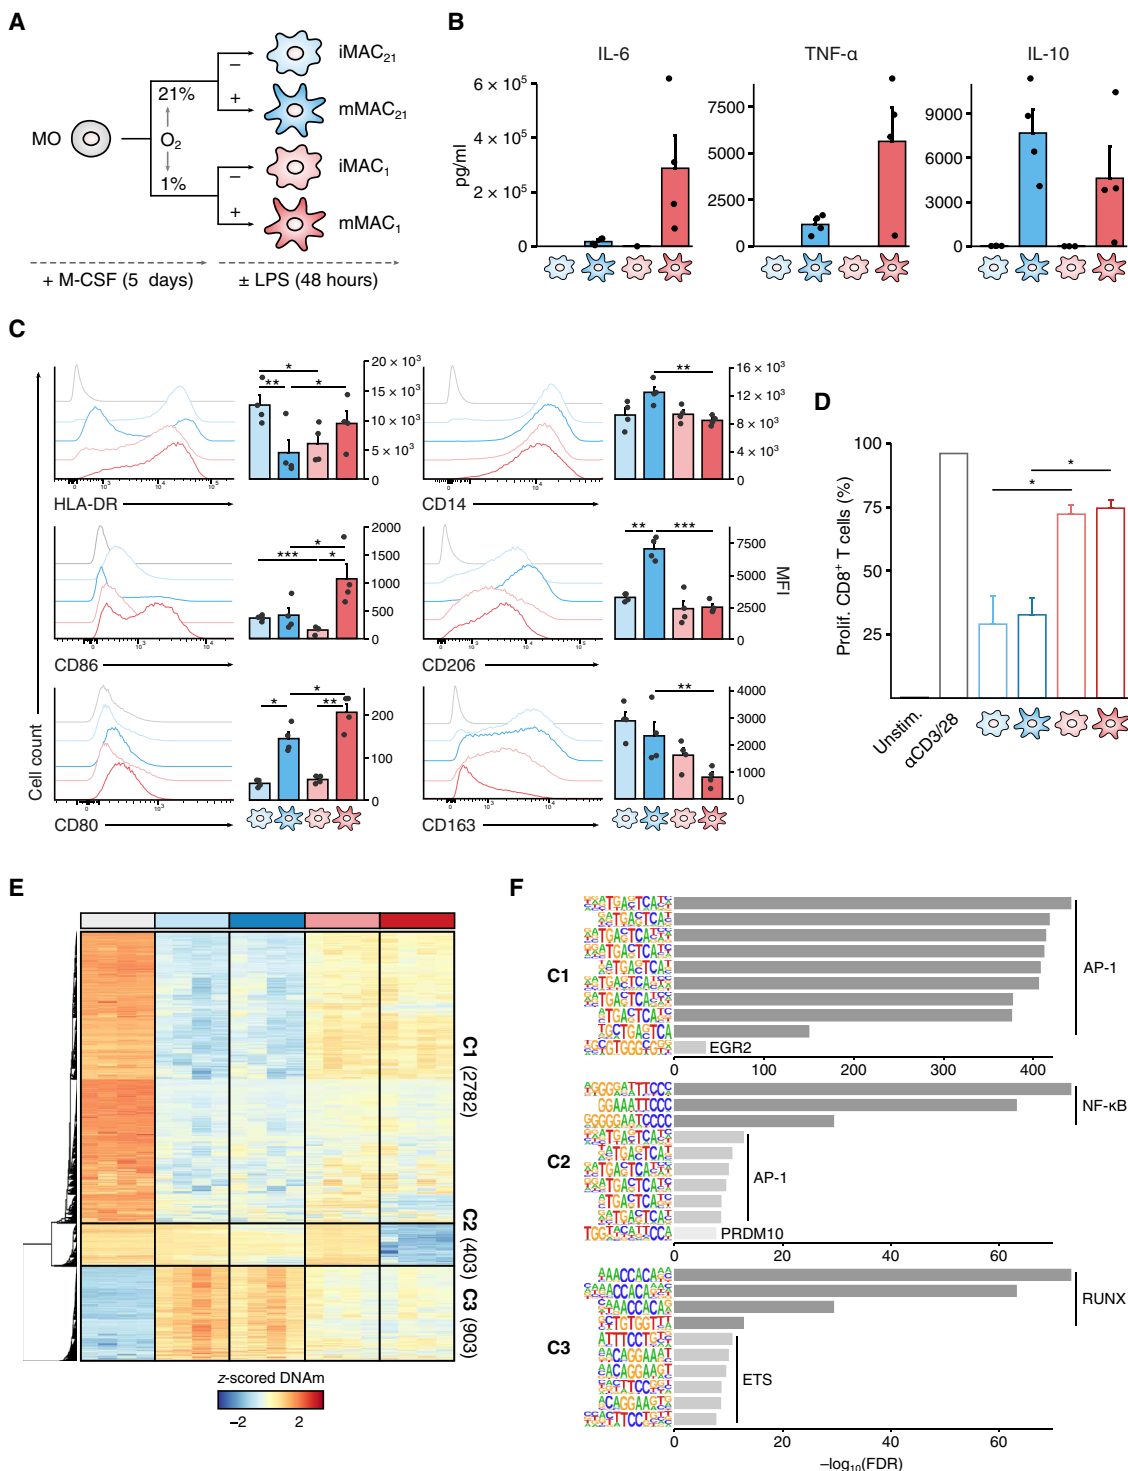 A
MO
21%
O2
1%
−
+
−
+
iMAC21
mMAC21
iMAC1
mMAC1
+ M-CSF (5 days)
± LPS (48 hours)
B
IL-6
TNF-α
IL-10
pg/ml
6 × 10^5
4 × 10^5
2 × 10^5
0
7500
5000
2500
0
9000
6000
3000
0
C
Cell count
HLA-DR
* ** *
20 × 10^3
15 × 10^3
10 × 10^3
5 × 10^3
0
CD14
**
16 × 10^3
12 × 10^3
8 × 10^3
4 × 10^3
0
CD86
* *** *
2000
1500
1000
500
0
CD206
** ***
7500
5000
2500
0
MFI
CD80
* * **
200
100
0
CD163
**
4000
3000
2000
1000
0
D
Prolif. CD8+ T cells (%)
100
75
50
25
*
*
Unstim.
αCD3/28
E
C1 (2782)
C2 (403)
C3 (903)
z-scored DNAm
−2 2
F
C1
AP-1
EGR2
0 100 200 300 400
C2
NF-κB
AP-1
PRDM10
0 20 40 60
C3
RUNX
ETS
0 20 40 60
−log10(FDR)